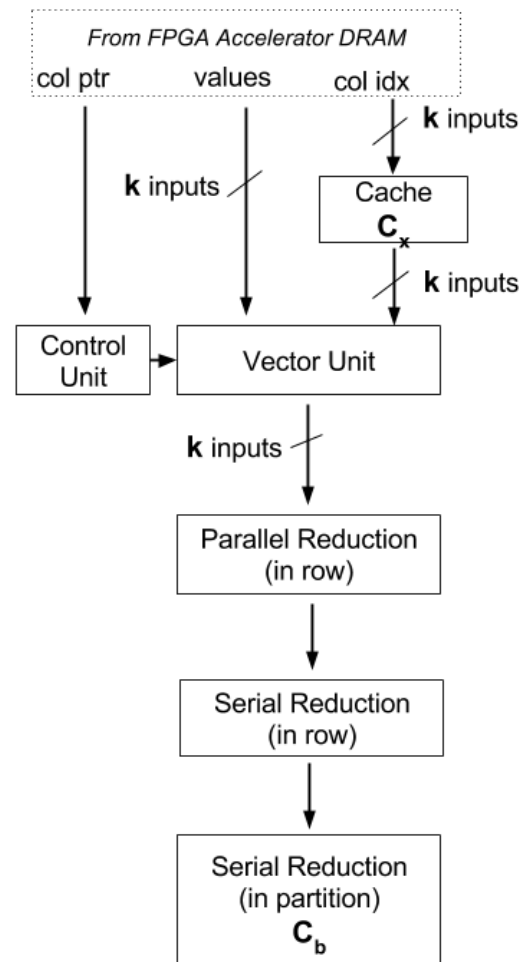 From FPGA Accelerator DRAM
col ptr
values
col idx
k inputs
k inputs
Cache
Cx
k inputs
Control
Unit
Vector Unit
k inputs
Parallel Reduction
(in row)
Serial Reduction
(in row)
Serial Reduction
(in partition)
Cb